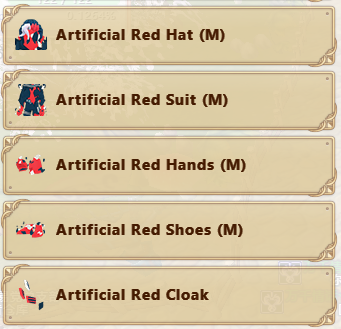 Artificial Red Hat (M)
Artificial Red Suit (M)
Artificial Red Hands (M)
Artificial Red Shoes (M)
Artificial Red Cloak